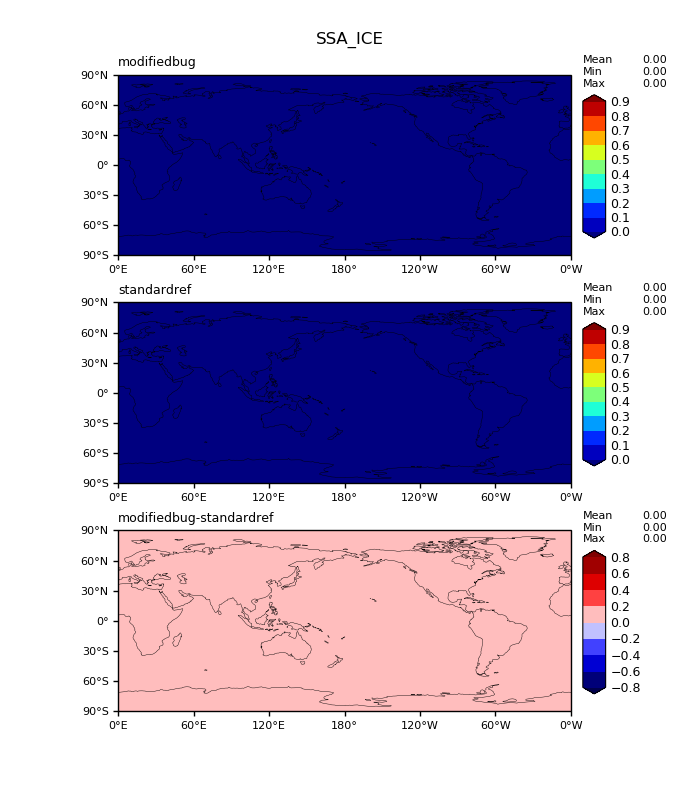 SSA_ICE
modifiedbug
Mean 0.00
Min 0.00
Max 0.00
90°N
60°N
30°N
0°
30°S
60°S
90°S
0°E 60°E 120°E 180° 120°W 60°W 0°W
0.9
0.8
0.7
0.6
0.5
0.4
0.3
0.2
0.1
0.0
standardref
Mean 0.00
Min 0.00
Max 0.00
90°N
60°N
30°N
0°
30°S
60°S
90°S
0°E 60°E 120°E 180° 120°W 60°W 0°W
0.9
0.8
0.7
0.6
0.5
0.4
0.3
0.2
0.1
0.0
modifiedbug-standardref
Mean 0.00
Min 0.00
Max 0.00
90°N
60°N
30°N
0°
30°S
60°S
90°S
0°E 60°E 120°E 180° 120°W 60°W 0°W
0.8
0.6
0.4
0.2
0.0
−0.2
−0.4
−0.6
−0.8